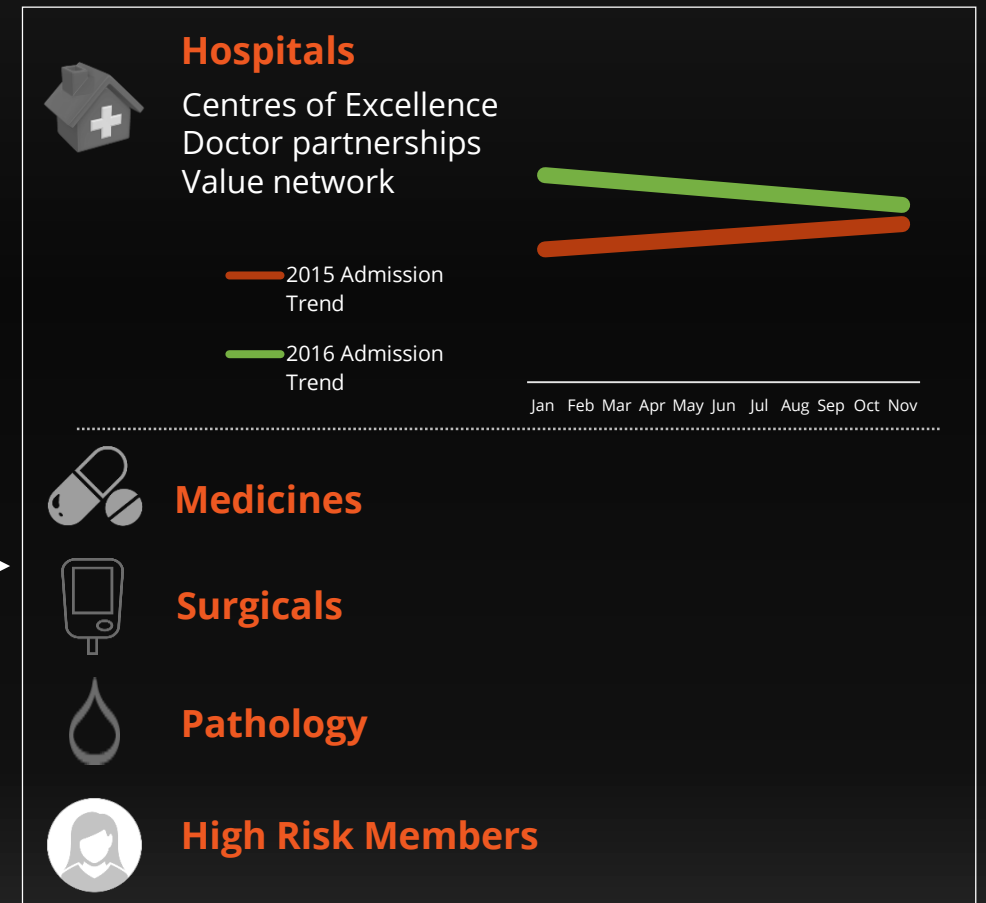 Hospitals
Centres of Excellence
Doctor partnerships
Value network
2015 Admission
Trend
2016 Admission
Trend
Jan Feb Mar Apr May Jun Jul Aug Sep Oct Nov
Medicines
Surgicals
Pathology
High Risk Members